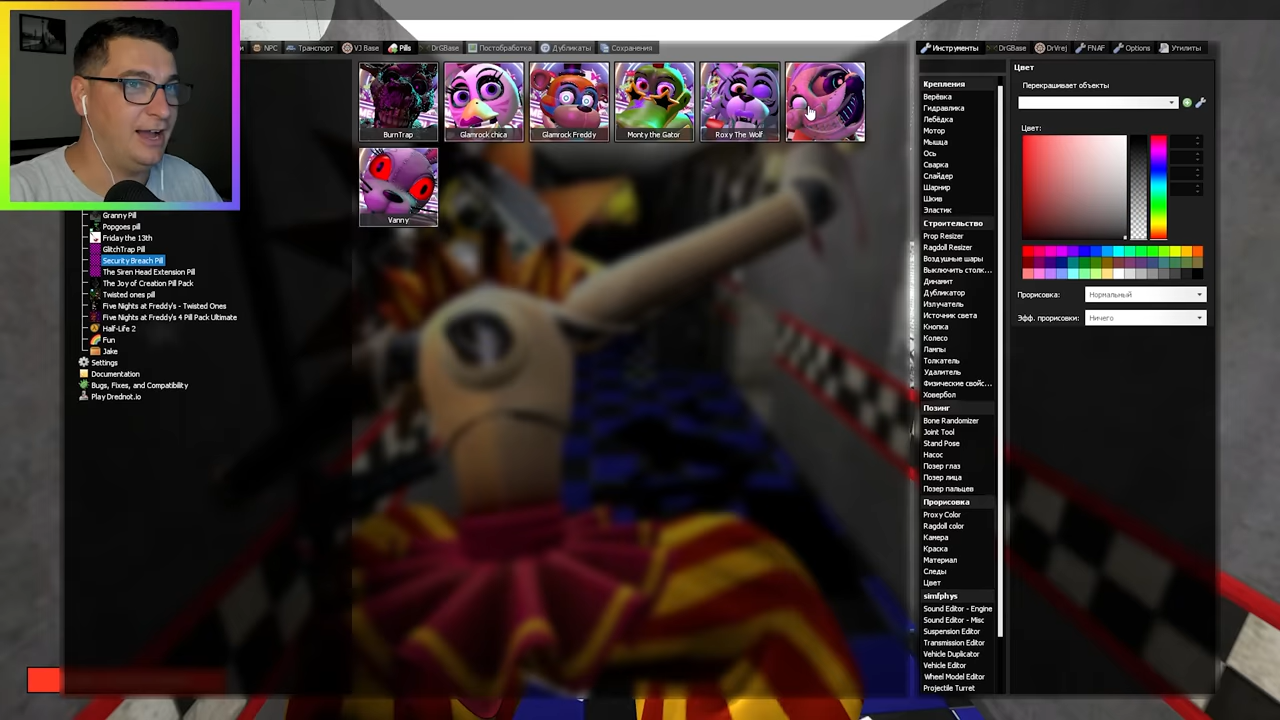 NPC
Транспорт
VJ Base
Pills
DrGBase
Постобработка
Дубликаты
Сохранения
BurnTrap
Glamrock chica
Glamrock Freddy
Monty the Gator
Roxy The Wolf
Vanny
Granny Pill
Popgoes pill
Friday the 13th
GlitchTrap Pill
Security Breach Pill
The Siren Head Extension Pill
The Joy of Creation Pill Pack
Twisted ones pill
Five Nights at Freddy's - Twisted Ones
Five Nights at Freddy's 4 Pill Pack Ultimate
Half-Life 2
Fun
Jake
Settings
Documentation
Bugs, Fixes, and Compatibility
Play Drednot.io
Инструменты
DrGBase
DrVrej
FNAF
Options
Утилиты
Крепления
Верёвка
Гидравлика
Лебёдка
Мотор
Мышца
Ось
Сварка
Слайдер
Шарнир
Шкив
Эластик
Строительство
Prop Resizer
Ragdoll Resizer
Воздушные шары
Выключить столк...
Динамит
Дубликатор
Излучатель
Источник света
Кнопка
Колесо
Лампы
Толкатель
Удалитель
Физические свойс...
Ховербол
Позинг
Bone Randomizer
Joint Tool
Stand Pose
Насос
Позер глаз
Позер лица
Позер пальцев
Прорисовка
Proxy Color
Ragdoll color
Камера
Краска
Материал
Следы
Цвет
simfphys
Sound Editor - Engine
Sound Editor - Misc
Suspension Editor
Transmission Editor
Vehicle Duplicator
Vehicle Editor
Wheel Model Editor
Projectile Turret
Цвет
Перекрашивает объекты
Цвет:
Прорисовка:
Нормальный
Эфф. прорисовки:
Ничего